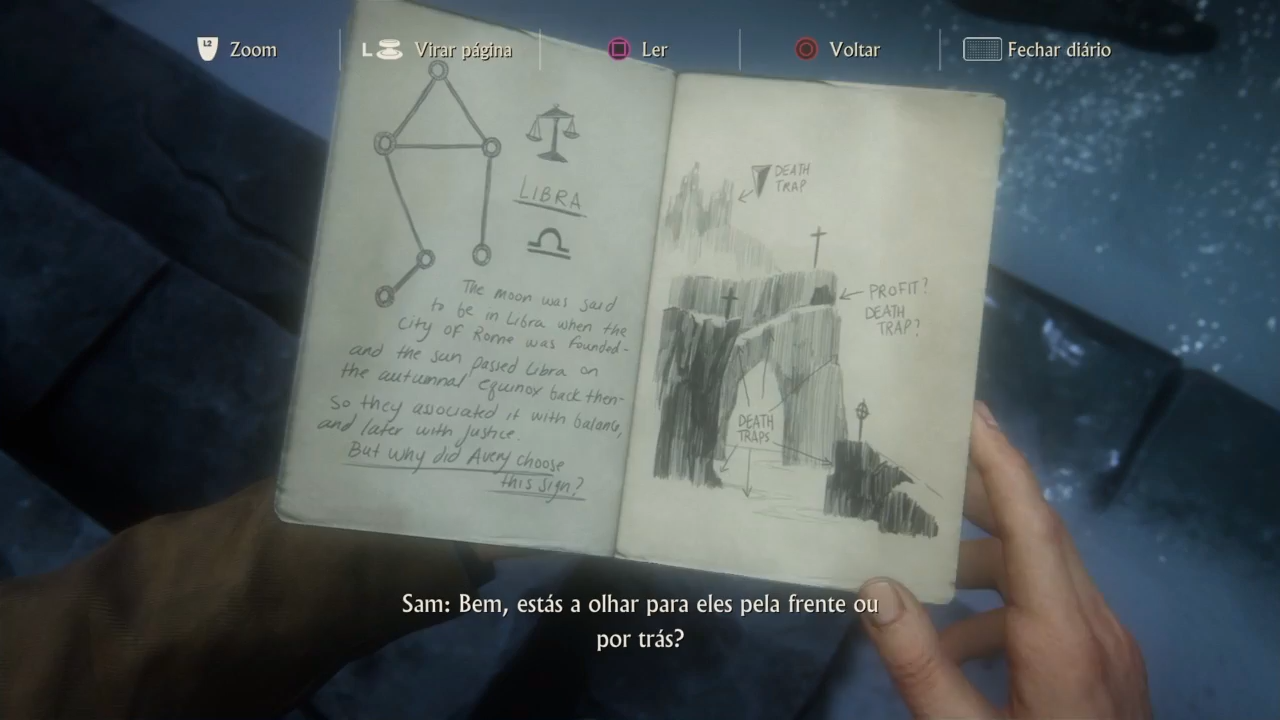 L2 Zoom
L Virar página
Ler
Voltar
Fechar diário
LIBRA
The moon was said
to be in Libra when the
city of Rome was founded-
and the sun passed Libra on
the autumnal equinox back then-
so they associated it with balance,
and later with justice.
But why did Avery choose
this sign?
DEATH
TRAP
PROFIT?
DEATH
TRAP?
DEATH
TRAPS
Sam: Bem, estás a olhar para eles pela frente ou
por trás?